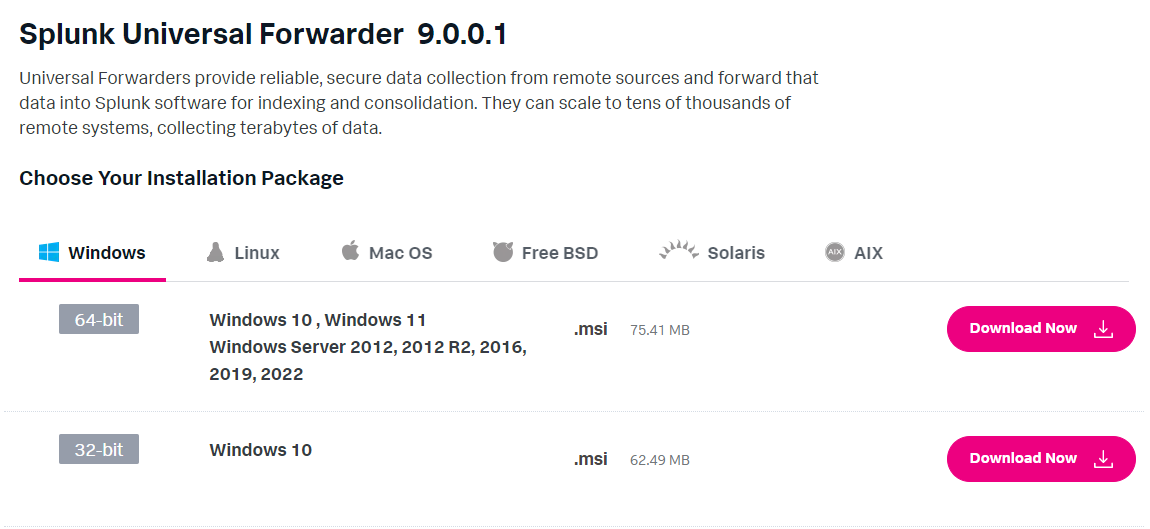 Splunk Universal Forwarder 9.0.0.1
Universal Forwarders provide reliable, secure data collection from remote sources and forward that
data into Splunk software for indexing and consolidation. They can scale to tens of thousands of
remote systems, collecting terabytes of data.
Choose Your Installation Package
Windows
Linux
Mac OS
Free BSD
Solaris
AIX
AIX
64-bit
Windows 10 , Windows 11
Windows Server 2012, 2012 R2, 2016,
2019, 2022
.msi
75.41 MB
Download Now
32-bit
Windows 10
.msi
62.49 MB
Download Now